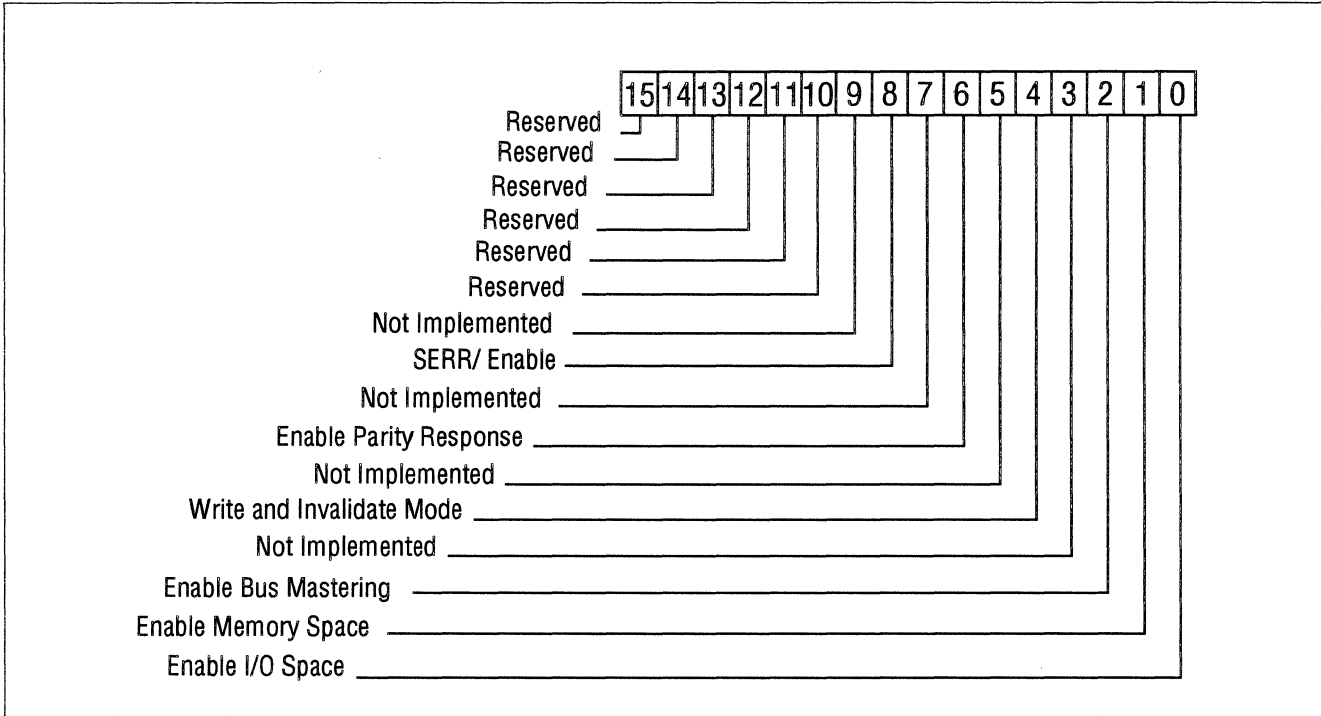 15 14 13 12 11 10 9 8 7 6 5 4 3 2 1 0
Reserved
Reserved
Reserved
Reserved
Reserved
Reserved
Not Implemented
SERR/ Enable
Not Implemented
Enable Parity Response
Not Implemented
Write and Invalidate Mode
Not Implemented
Enable Bus Mastering
Enable Memory Space
Enable I/O Space